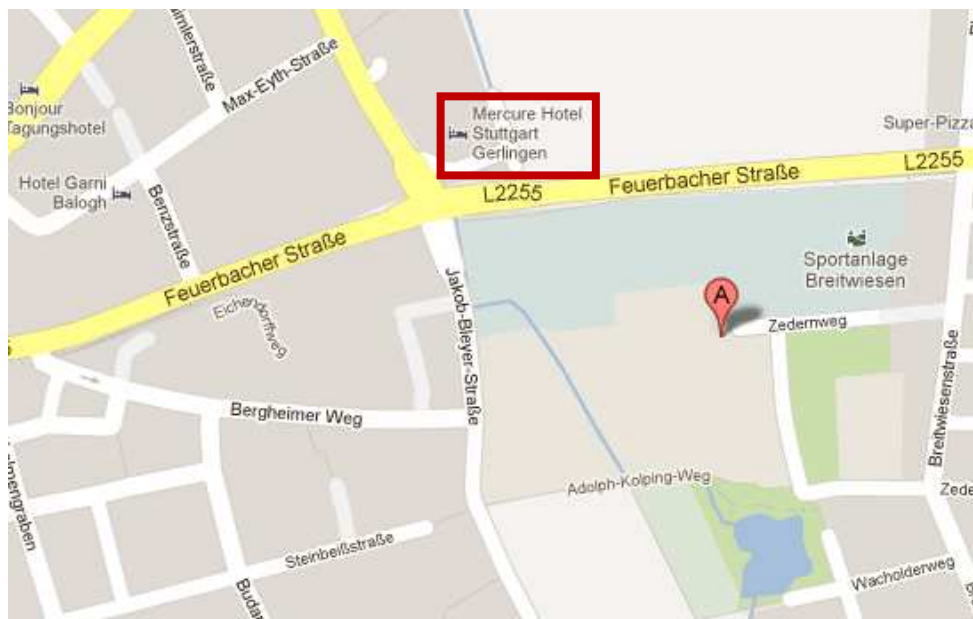 Max-Eyth-Straße
Bonjour
Tagungshotel
Mercure Hotel
Stuttgart
Gerlingen
Super-Pizza
L2255
Feuerbacher Straße
L2255
Hotel Garni
Balogh
Benzstraße
Feuerbacher Straße
Sportanlage
Breitwiesen
A
Zedernweg
Eichendorffweg
Jakob-Bleyer-Straße
Bergheimer Weg
Breitwiesenstraße
Adolph-Kolping-Weg
Steinbeißstraße
Wacholderweg